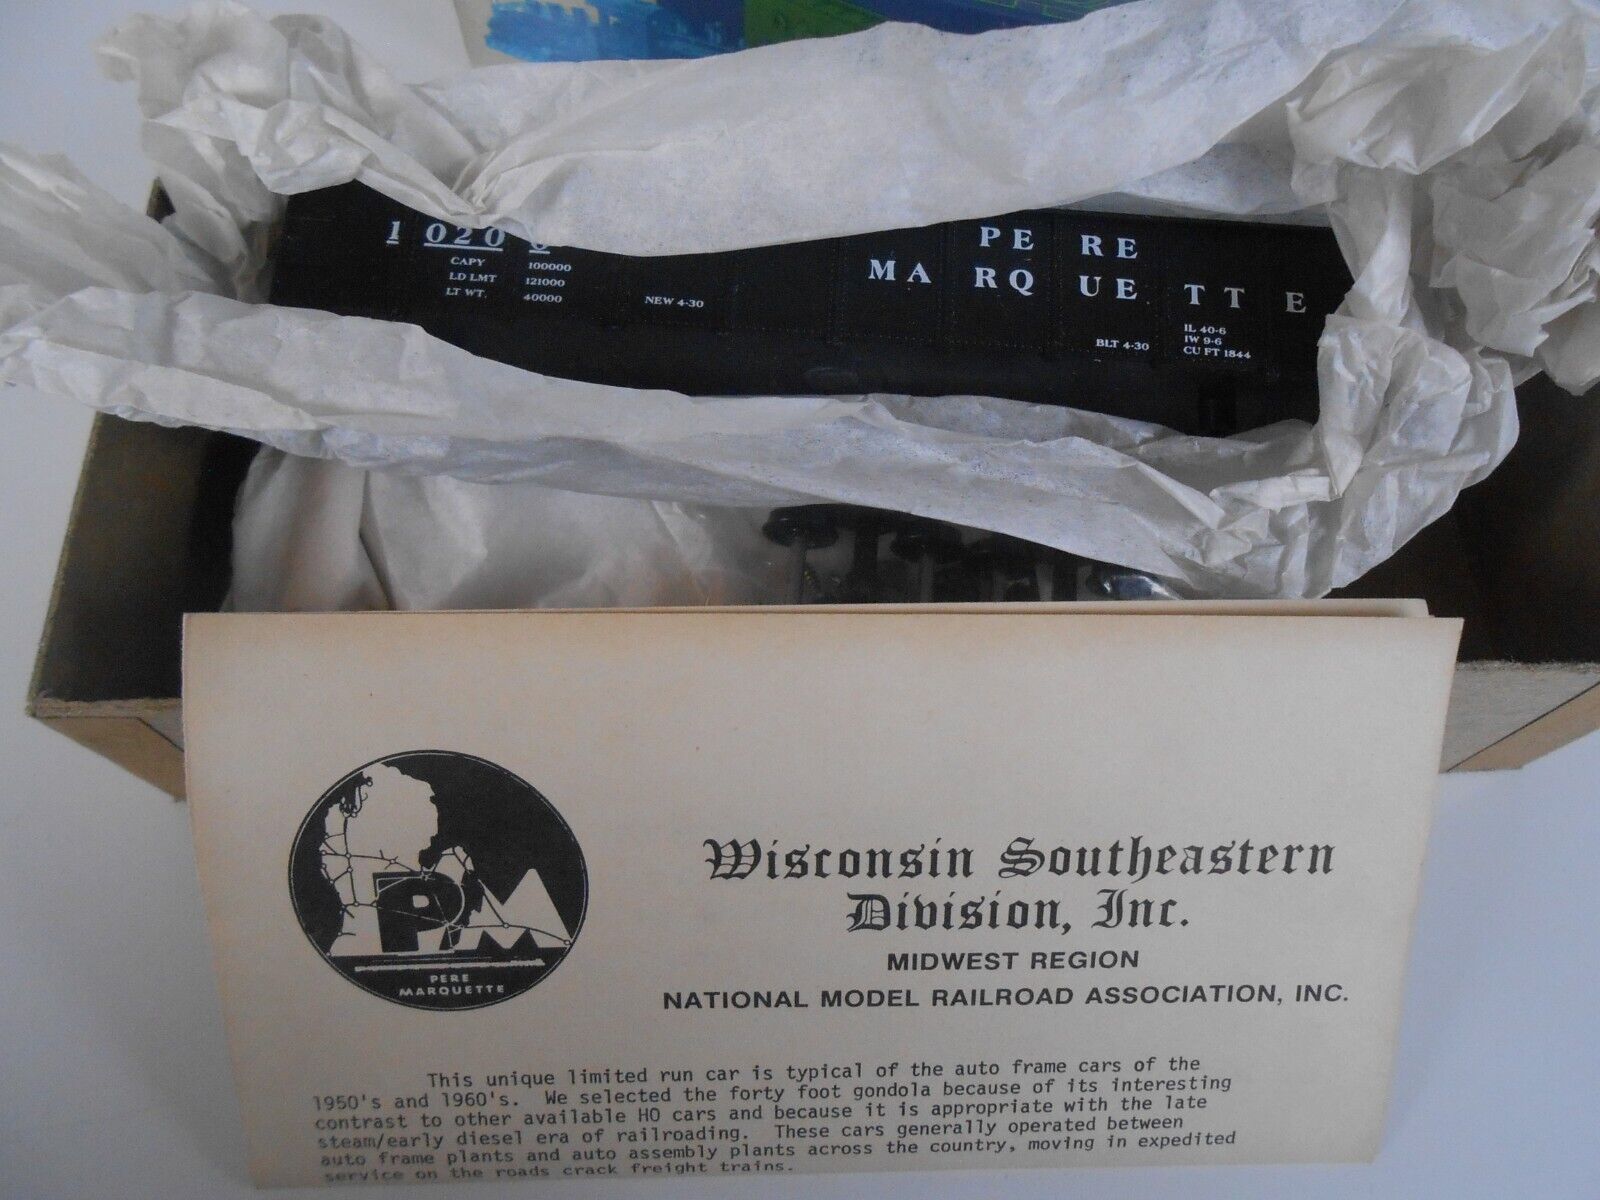 1 020 0
CAPY 100000
LD LMT 121000
LT WT. 40000
NEW 4-30
PE RE
MA RQ UE T T E
BLT 4-30
IL 40-6
IW 9-6
CU FT 1844
PM
PERE
MARQUETTE
Wisconsin Southeastern
Division, Inc.
MIDWEST REGION
NATIONAL MODEL RAILROAD ASSOCIATION, INC.
This unique limited run car is typical of the auto frame cars of the
1950's and 1960's. We selected the forty foot gondola because of its interesting
contrast to other available HO cars and because it is appropriate with the late
steam/early diesel era of railroading. These cars generally operated between
auto frame plants and auto assembly plants across the country, moving in expedited
service on the roads crack freight trains.